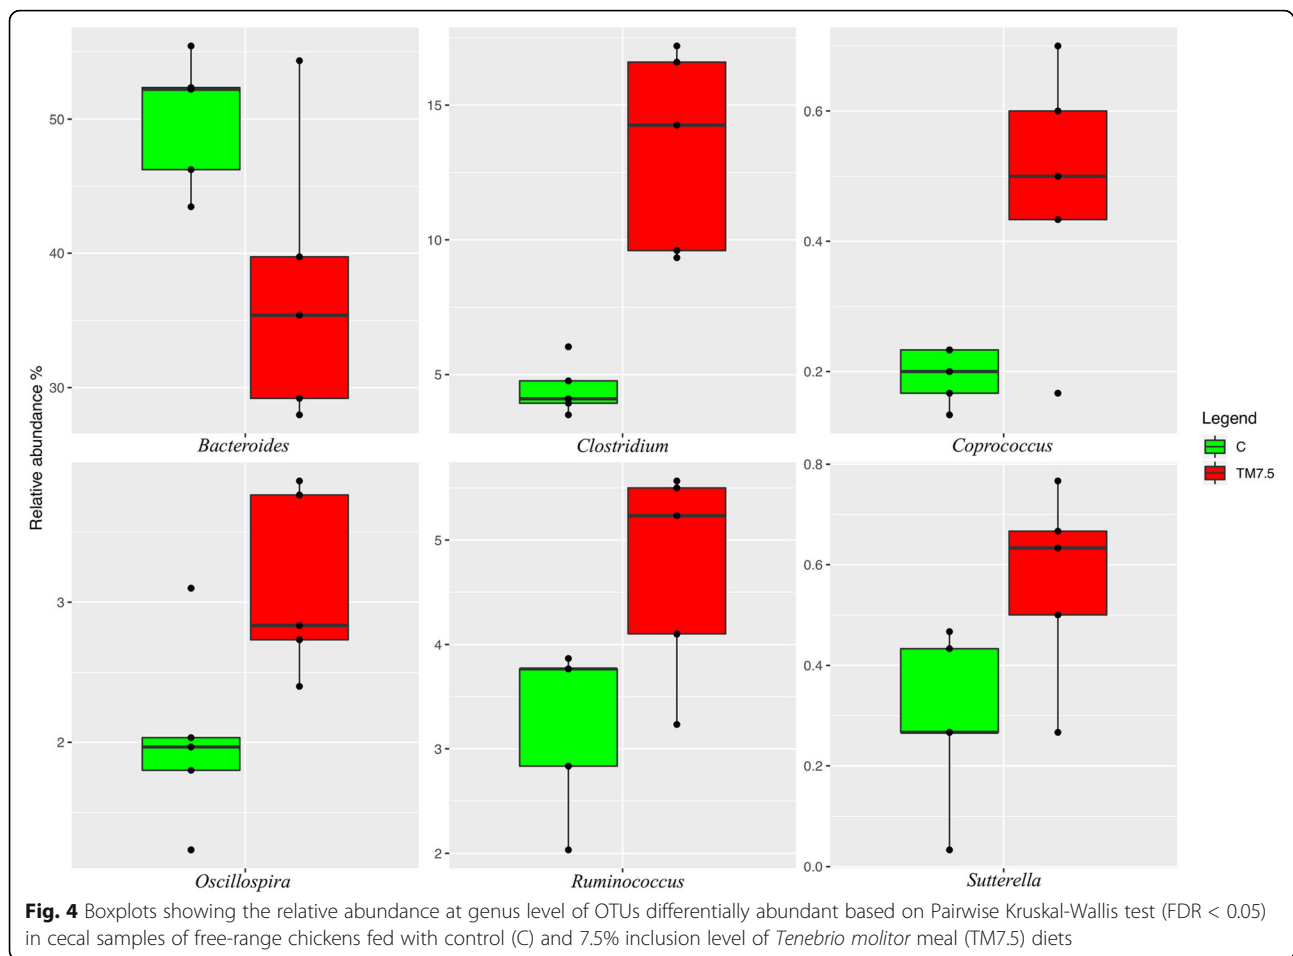 Relative abundance %
50
40
30
Bacteroides
15
10
5
Clostridium
0.6
0.4
0.2
Coprococcus
3
2
Oscillospira
5
4
3
2
Ruminococcus
0.8
0.6
0.4
0.2
0.0
Sutterella
Legend
C
TM7.5
Fig. 4 Boxplots showing the relative abundance at genus level of OTUs differentially abundant based on Pairwise Kruskal-Wallis test (FDR < 0.05)
in cecal samples of free-range chickens fed with control (C) and 7.5% inclusion level of Tenebrio molitor meal (TM7.5) diets